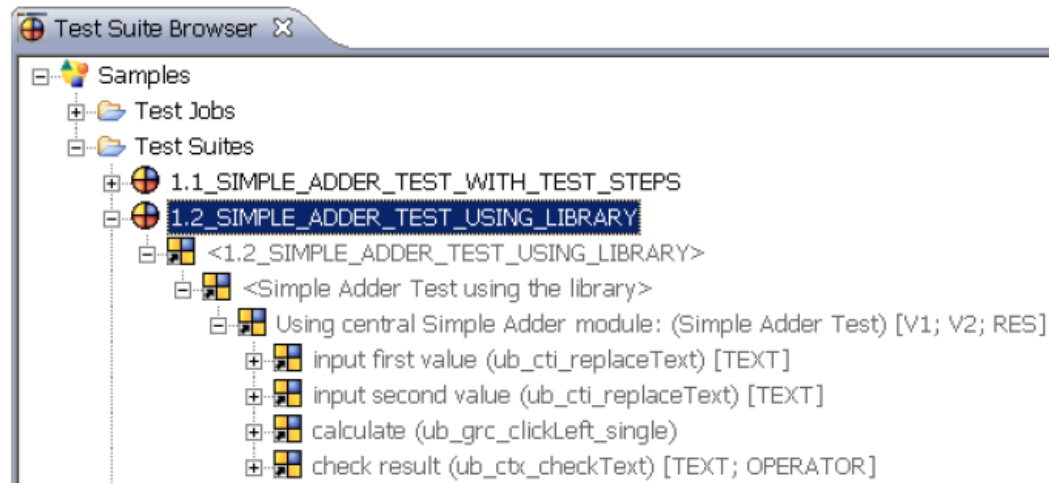 Test Suite Browser
Samples
Test Jobs
Test Suites
1.1_SIMPLE_ADDER_TEST_WITH_TEST_STEPS
1.2_SIMPLE_ADDER_TEST_USING_LIBRARY
<1.2_SIMPLE_ADDER_TEST_USING_LIBRARY>
<Simple Adder Test using the library>
Using central Simple Adder module: (Simple Adder Test) [V1; V2; RES]
input first value (ub_cti_replaceText) [TEXT]
input second value (ub_cti_replaceText) [TEXT]
calculate (ub_grc_clickLeft_single)
check result (ub_ctx_checkText) [TEXT; OPERATOR]